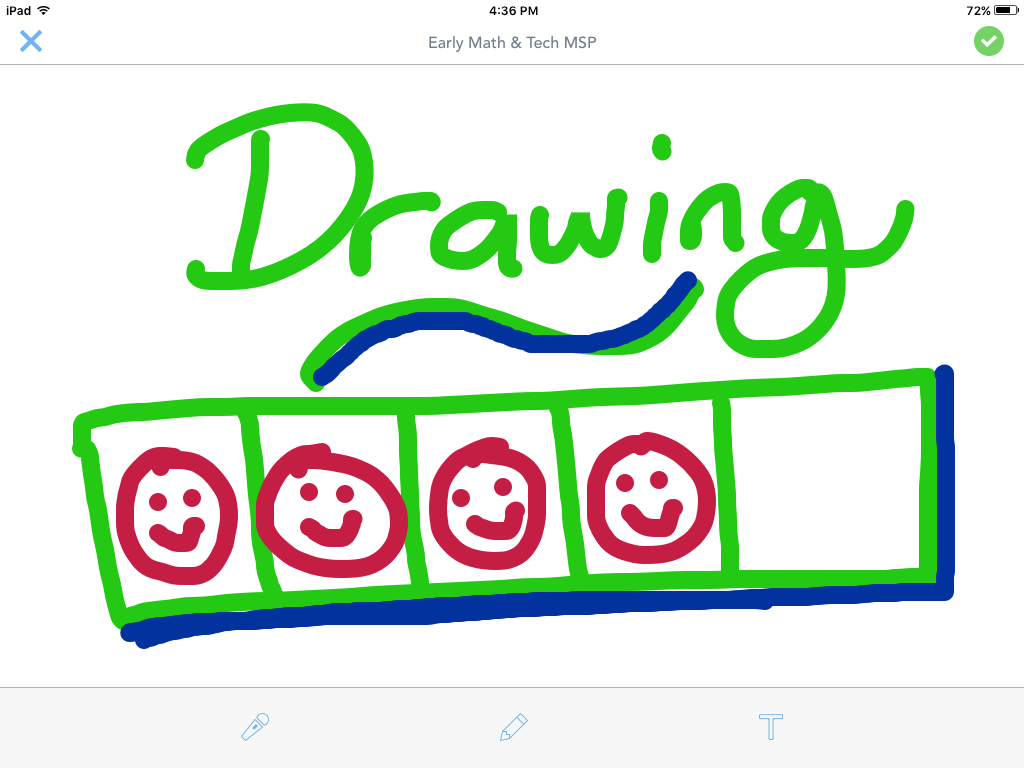 iPad 4:36 PM 72%
Early Math & Tech MSP
Drawing